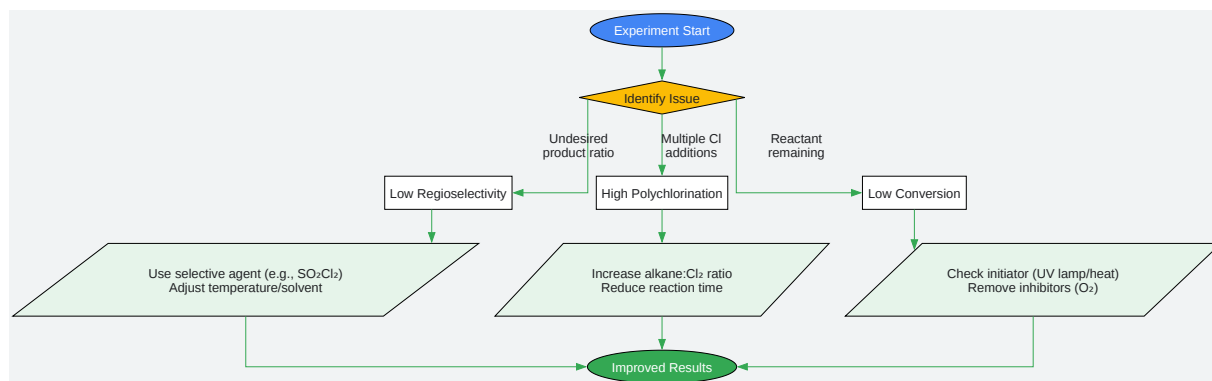 Experiment Start
Identify Issue
Undesired
product ratio
Multiple Cl
additions
Reactant
remaining
Low Regioselectivity
High Polychlorination
Low Conversion
Use selective agent (e.g., SO₂Cl₂)
Adjust temperature/solvent
Increase alkane:Cl₂ ratio
Reduce reaction time
Check initiator (UV lamp/heat)
Remove inhibitors (O₂)
Improved Results